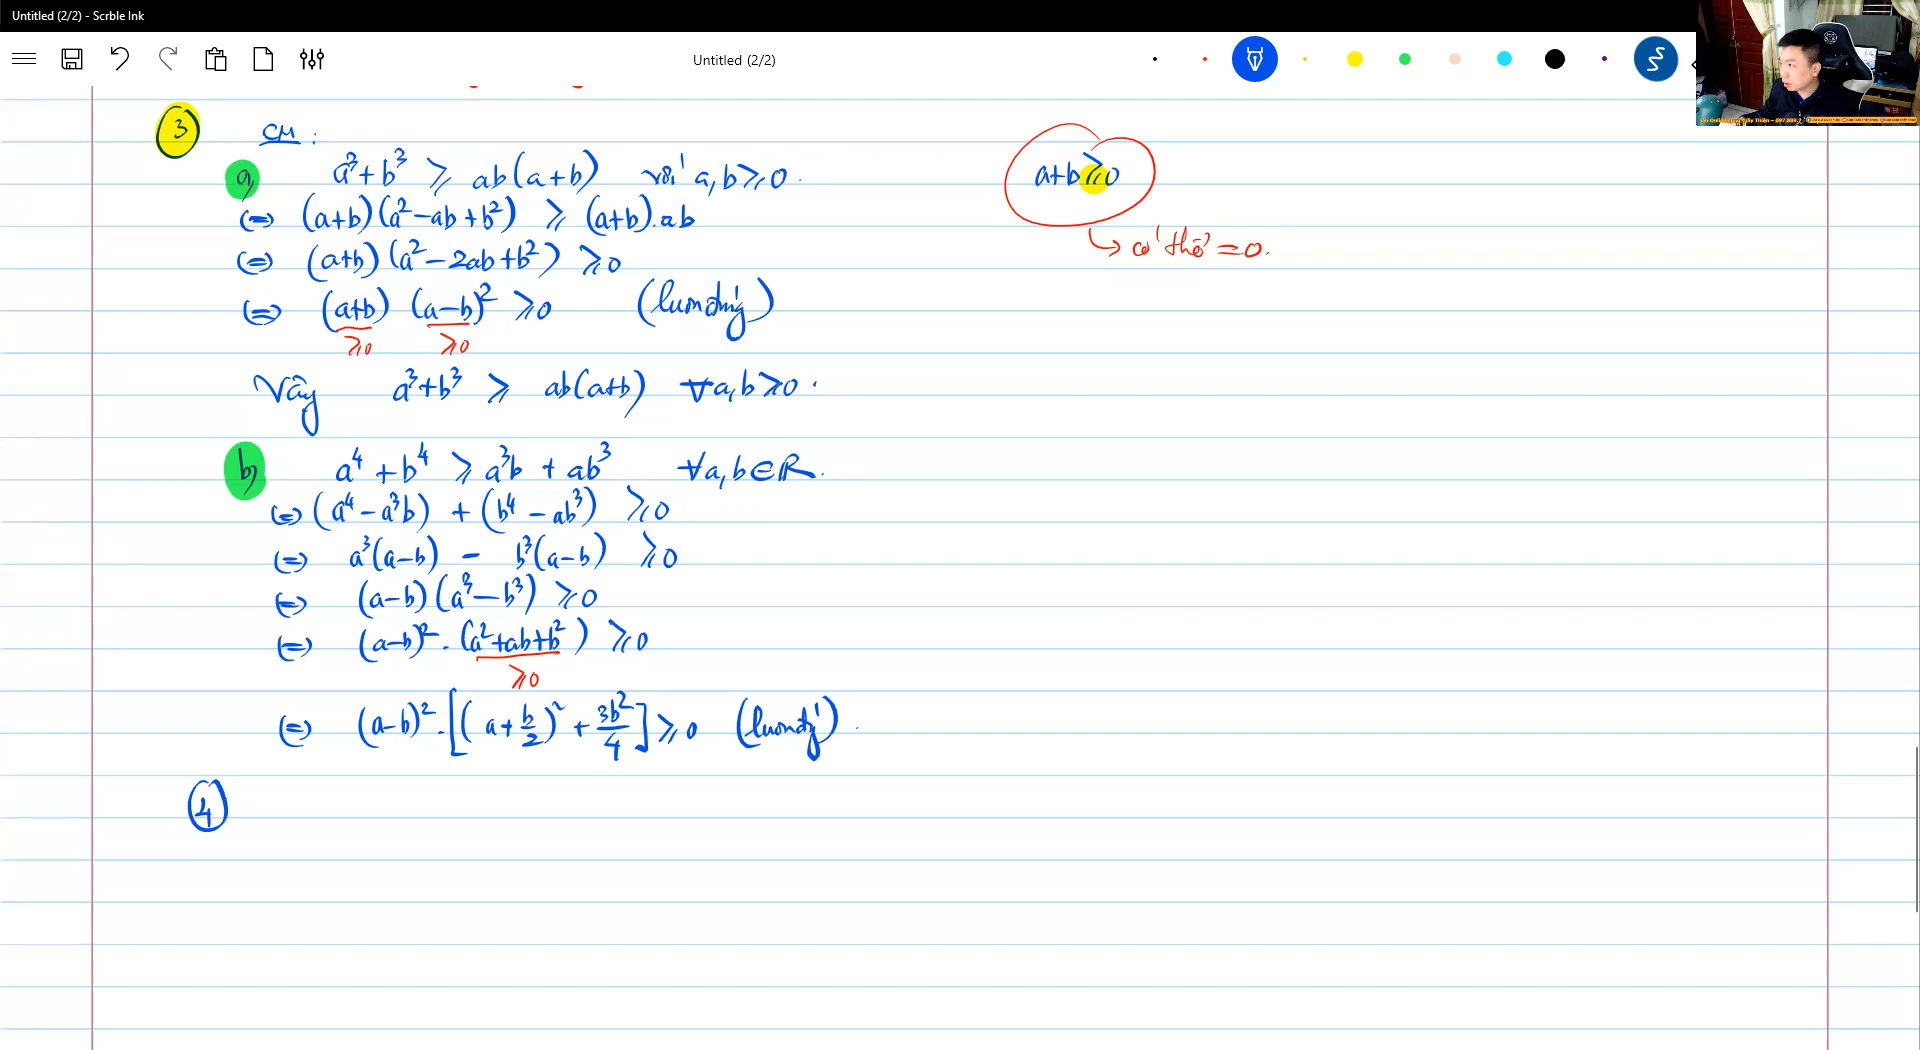 Untitled (2/2) - Scrble Ink
Untitled (2/2)
3 CM :
a, a³ + b³ ⩾ ab(a+b) với a,b ⩾ 0.
⇔ (a+b)(a² - ab + b²) ⩾ (a+b).ab
⇔ (a+b)(a² - 2ab + b²) ⩾ 0
⇔ (a+b) (a-b)² ⩾ 0 (luôn đúng)
⩾0 ⩾0
Vậy a³+b³ ⩾ ab(a+b) ∀a,b ⩾ 0.
b, a⁴ + b⁴ ⩾ a³b + ab³ ∀a,b ∈ R.
⇔ (a⁴ - a³b) + (b⁴ - ab³) ⩾ 0
⇔ a³(a-b) - b³(a-b) ⩾ 0
⇔ (a-b)(a³ - b³) ⩾ 0
⇔ (a-b)². (a²+ab+b²) ⩾ 0
⩾0
⇔ (a-b)². [(a + b/2)² + 3b²/4] ⩾ 0 (luôn đg).
4
a+b ⩾ 0
↳ có thể = 0.